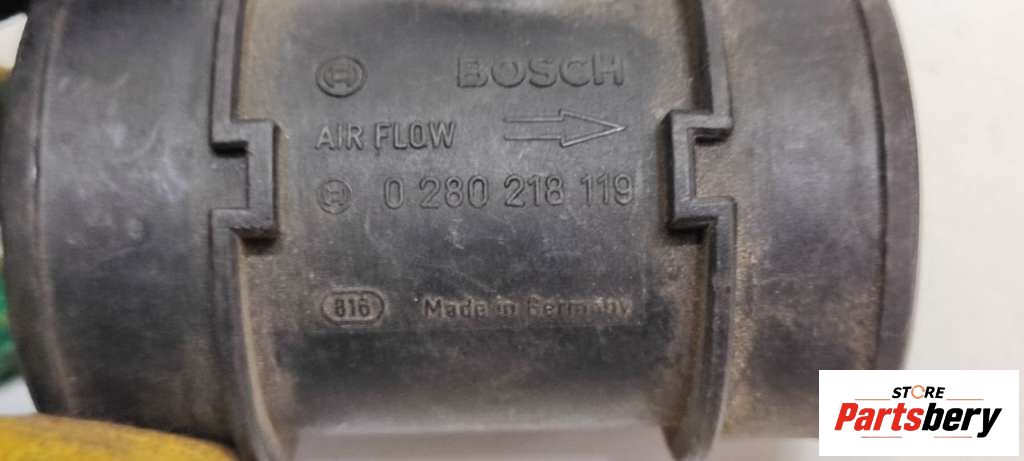 BOSCH
AIR FLOW
0 280 218 119
816 Made in Germany
STORE
Partsbery